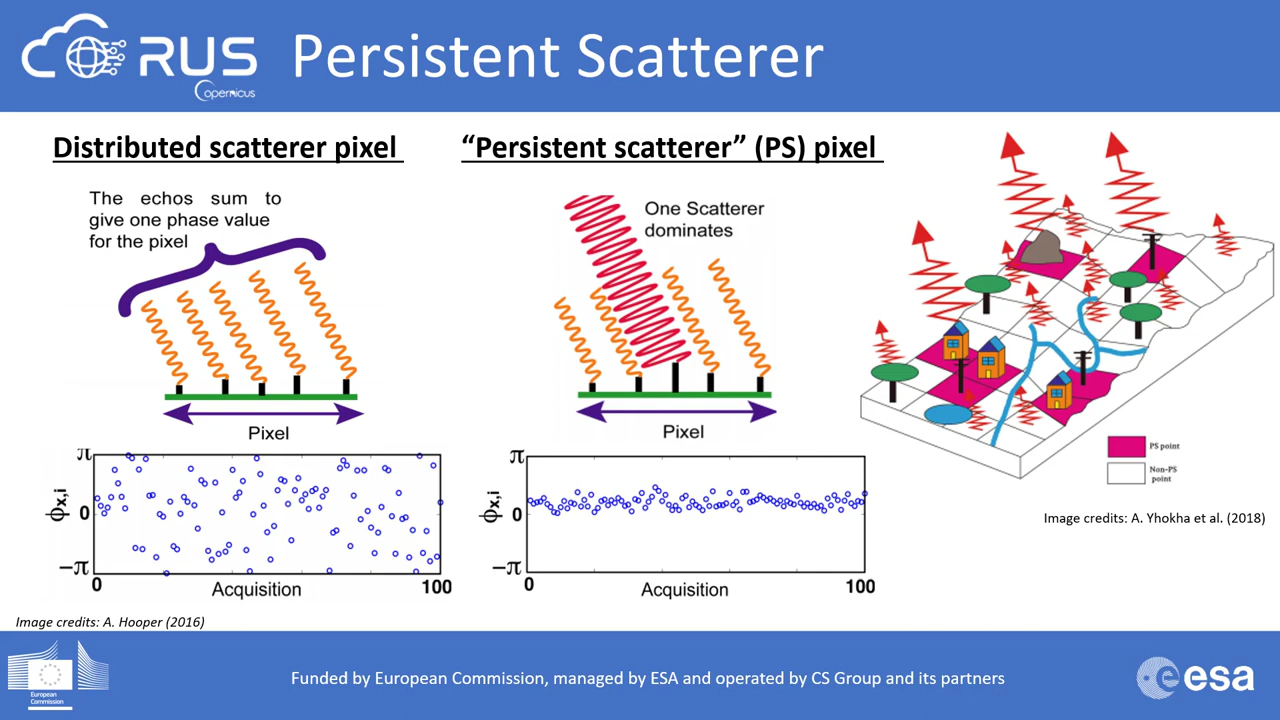 RUS
Copernicus
Persistent Scatterer
Distributed scatterer pixel
The echos sum to
give one phase value
for the pixel
Pixel
π
0
−π
ϕx,i
0
Acquisition
100
Image credits: A. Hooper (2016)
“Persistent scatterer” (PS) pixel
One Scatterer
dominates
Pixel
π
0
−π
ϕx,i
0
Acquisition
100
PS point
Non-PS
point
Image credits: A. Yhokha et al. (2018)
European
Commission
Funded by European Commission, managed by ESA and operated by CS Group and its partners
esa